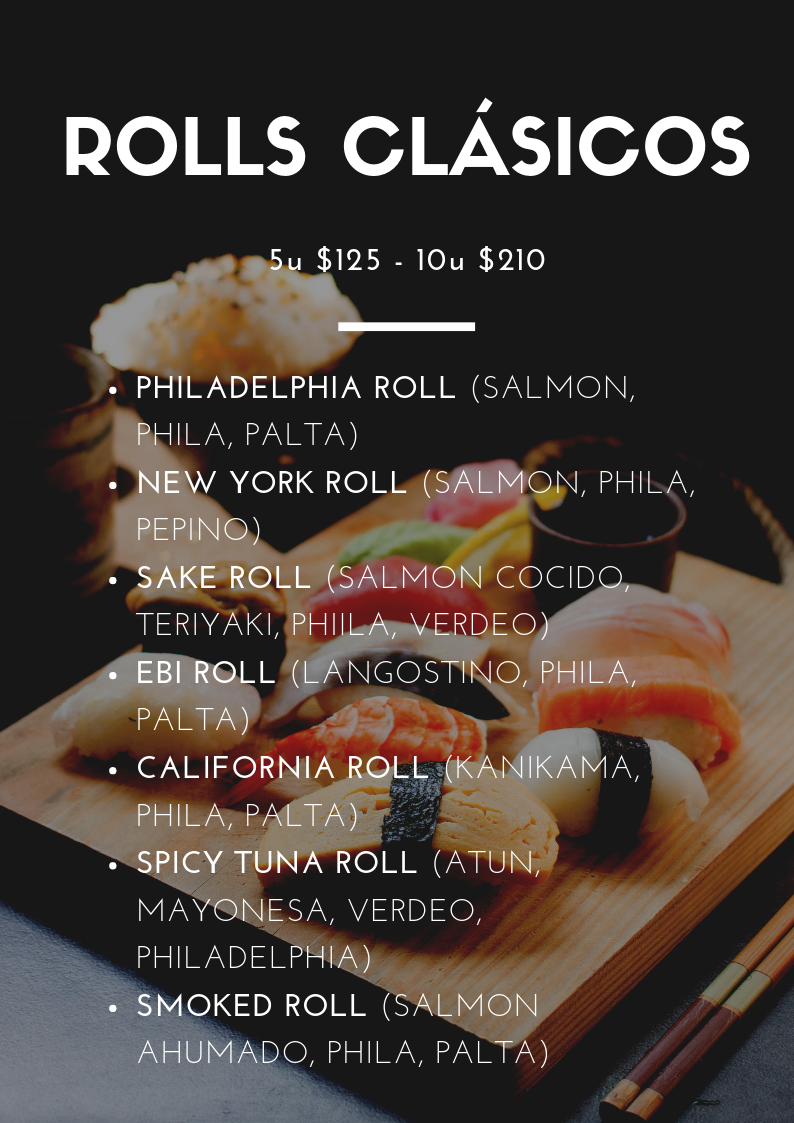 ROLLS CLÁSICOS
5u $125 - 10u $210
PHILADELPHIA ROLL (SALMON,
PHILA, PALTA)
NEW YORK ROLL (SALMON, PHILA,
PEPINO)
SAKE ROLL (SALMON COCIDO,
TERIYAKI, PHIILA, VERDEO)
EBI ROLL (LANGOSTINO, PHILA,
PALTA)
CALIFORNIA ROLL (KANIKAMA,
PHILA, PALTA)
SPICY TUNA ROLL (ATUN,
MAYONESA, VERDEO,
PHILADELPHIA)
SMOKED ROLL (SALMON
AHUMADO, PHILA, PALTA)